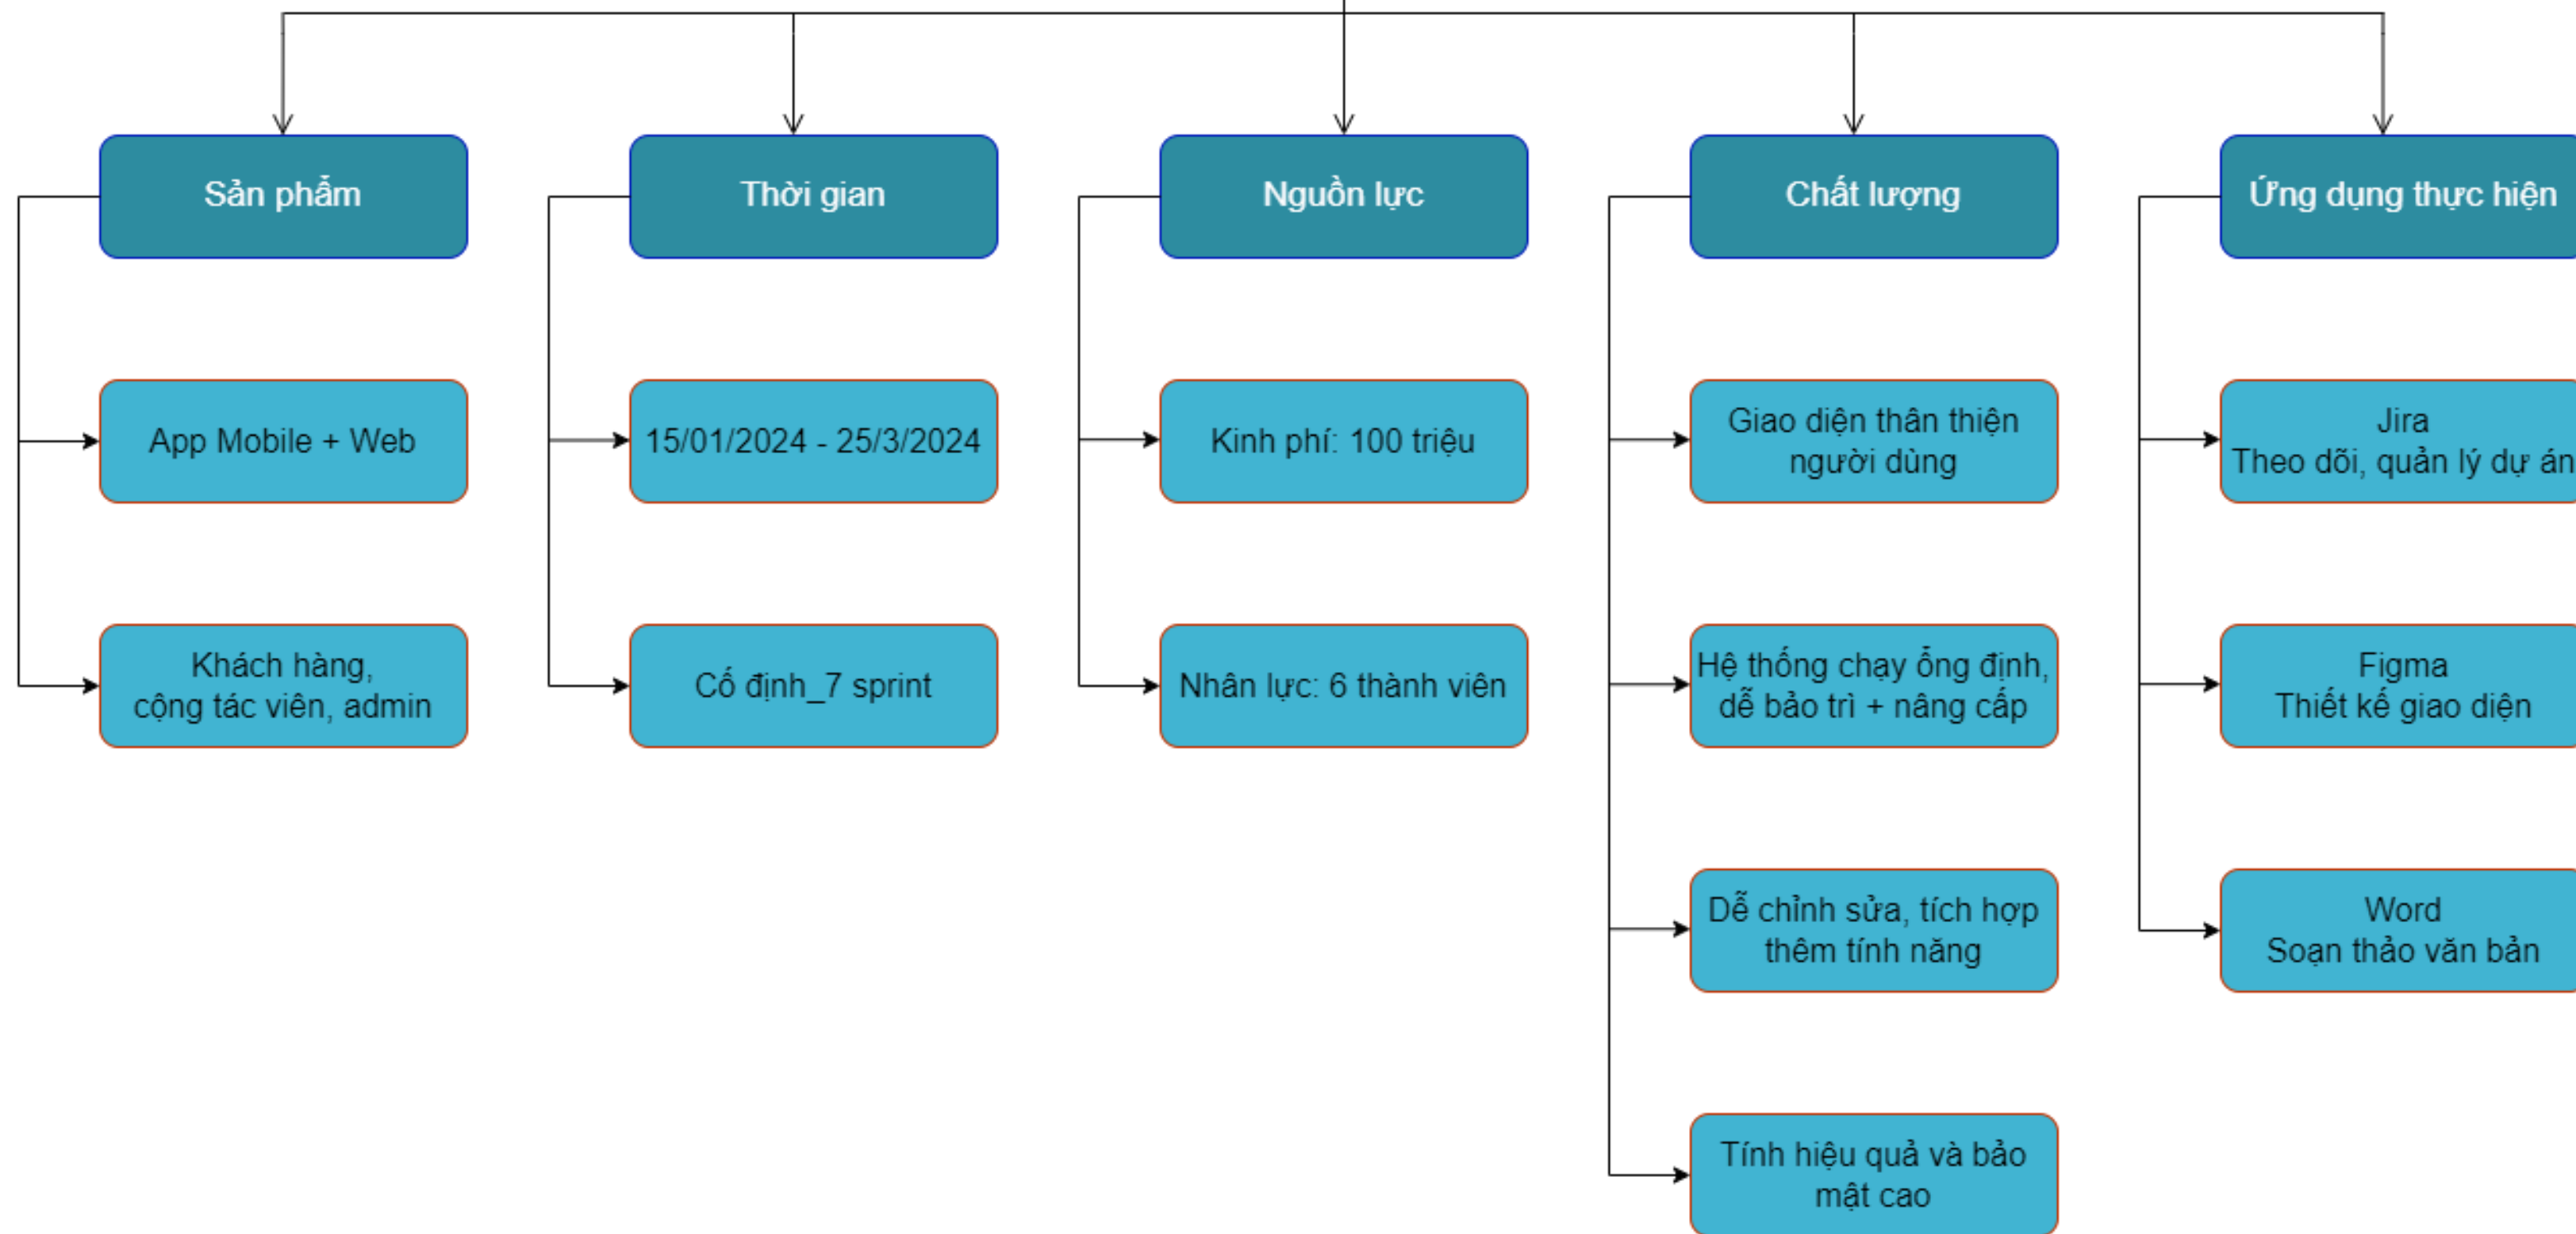 Sản phẩm
Thời gian
Nguồn lực
Chất lượng
Ứng dụng thực hiện
App Mobile + Web
15/01/2024 - 25/3/2024
Kinh phí: 100 triệu
Giao diện thân thiện
người dùng
Jira
Theo dõi, quản lý dự án
Khách hàng,
cộng tác viên, admin
Cố định_7 sprint
Nhân lực: 6 thành viên
Hệ thống chạy ổng định,
dễ bảo trì + nâng cấp
Figma
Thiết kế giao diện
Dễ chỉnh sửa, tích hợp
thêm tính năng
Word
Soạn thảo văn bản
Tính hiệu quả và bảo
mật cao